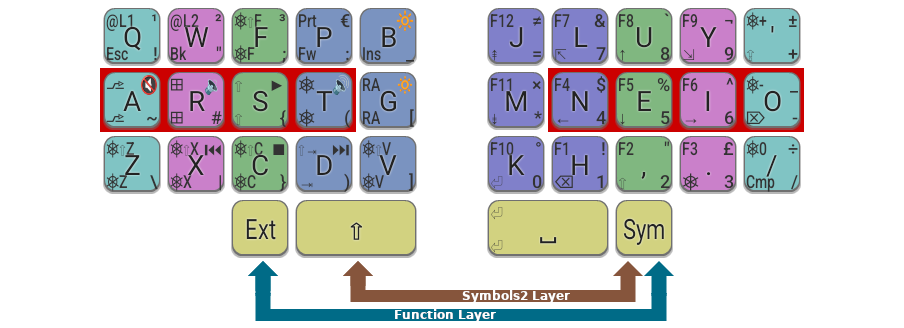 @L1 ¹ @L2 ² ⎈⇧F ³ Prt €
Q W F P B
Esc ! Bk " ⎈F ; Fw : Ins _
F12 ≠ F7 & F8 ` F9 ¬ ⎈+ ±
J L U Y '
⇞ = ↖ 7 ↑ 8 ↘ 9 ⇧ +
⇧ ▶ RA
A R S T G
~ # ⇧ { ⎈ ( RA [
F11 × F4 $ F5 % F6 ^ ⎈- _
M N E I O
⇟ * ← 4 ↓ 5 → 6 ⌦ -
⎈⇧Z ⎈⇧X ⏮ ⎈⇧C ■ ⇧→ ⏭ ⎈⇧V
Z X C D V
⎈Z \ ⎈X | ⎈C } ⇥ ) ⎈V ]
F10 ° F1 ! F2 " F3 £ ⎈0 ÷
K H , . /
⎈ 0 ⌫ 1 ⇧ 2 ⎈ 3 Cmp /
Ext ⇧ ⏎ ␣ Sym
⏎
Symbols2 Layer
Function Layer